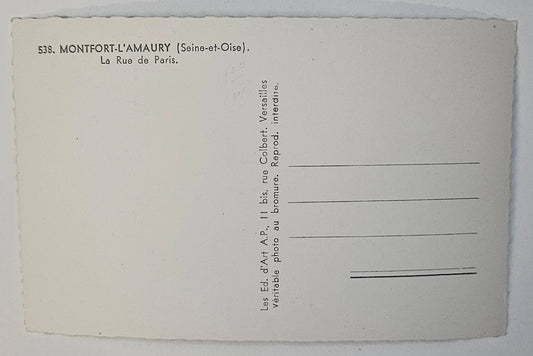 538. MONTFORT-L'AMAURY (Seine-et-Oise).
La Rue de Paris.
Les Ed. d'Art A.P., 11 bis, rue Colbert. Versailles
Véritable photo au bromure. Reprod. interdite.